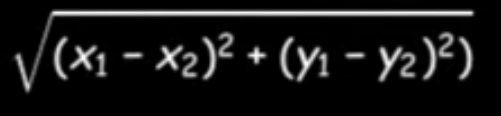 √(x₁ - x₂)² + (y₁ - y₂)²)